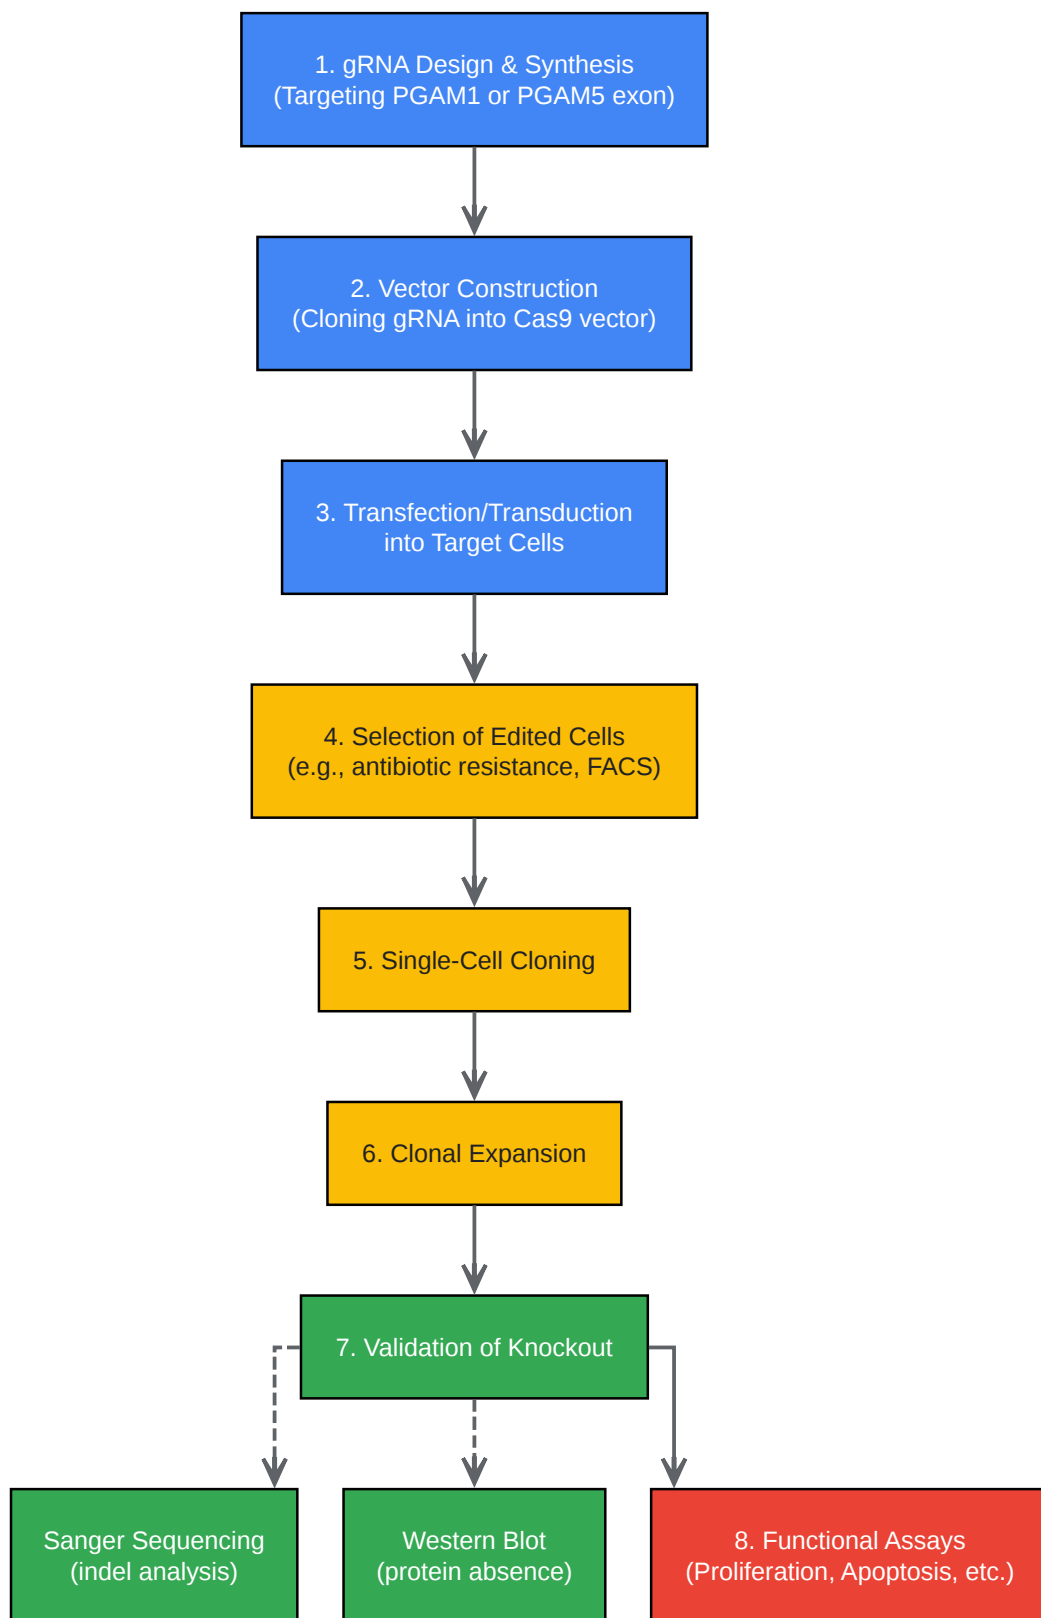 1. gRNA Design & Synthesis
(Targeting PGAM1 or PGAM5 exon)
2. Vector Construction
(Cloning gRNA into Cas9 vector)
3. Transfection/Transduction
into Target Cells
4. Selection of Edited Cells
(e.g., antibiotic resistance, FACS)
5. Single-Cell Cloning
6. Clonal Expansion
7. Validation of Knockout
Sanger Sequencing
(indel analysis)
Western Blot
(protein absence)
8. Functional Assays
(Proliferation, Apoptosis, etc.)